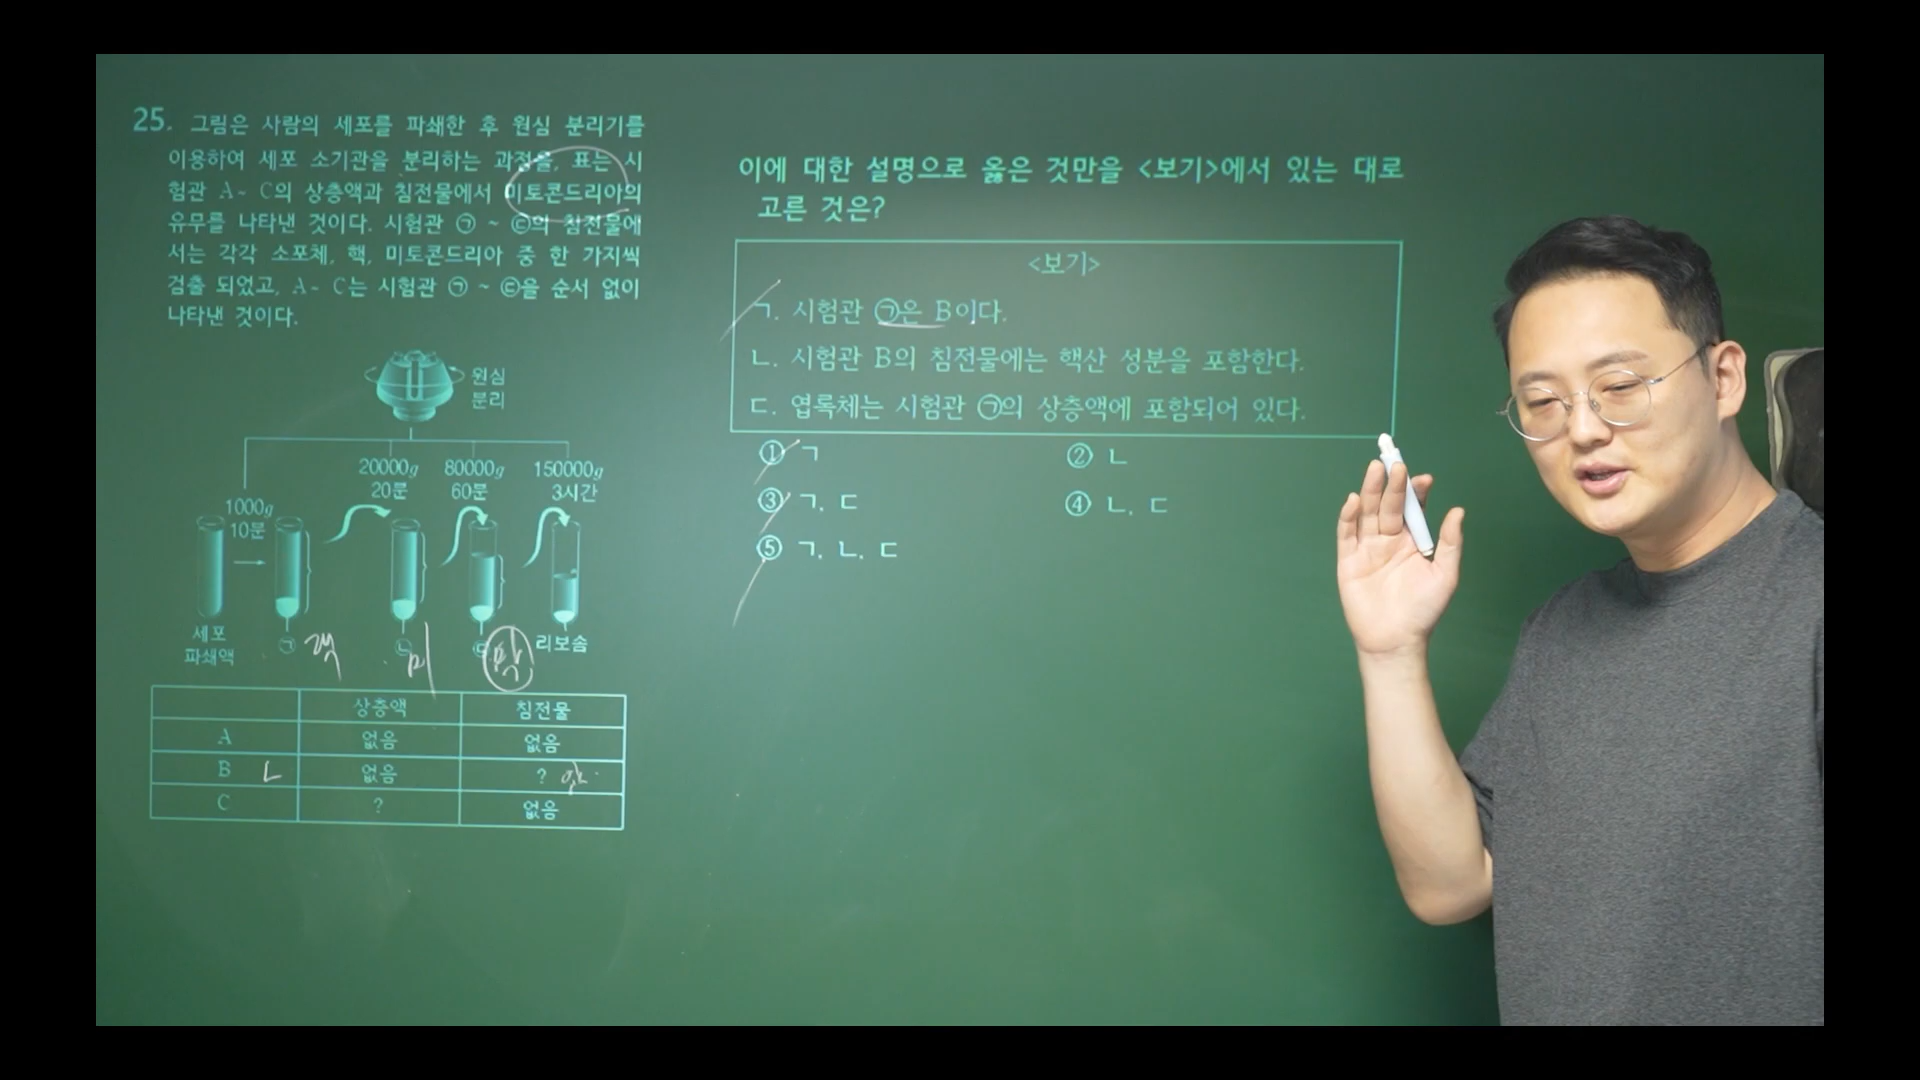 25. 그림은 사람의 세포를 파쇄한 후 원심 분리기를
이용하여 세포 소기관을 분리하는 과정을, 표는 시
험관 A~ C의 상층액과 침전물에서 미토콘드리아의
유무를 나타낸 것이다. 시험관 ㉠ ~ ㉢의 침전물에
서는 각각 소포체, 핵, 미토콘드리아 중 한 가지씩
검출 되었고, A~ C는 시험관 ㉠ ~ ㉢을 순서 없이
나타낸 것이다.
원심
분리
20000g 80000g 150000g
20분 60분 3시간
1000g
10분
세포
파쇄액
㉠ 핵 ㉡ 미 ㉢ 리보솜
상층액 침전물
A 없음 없음
B ㄴ 없음 ?
C ? 없음
이에 대한 설명으로 옳은 것만을 <보기>에서 있는 대로
고른 것은?
<보기>
ㄱ. 시험관 ㉠은 B이다.
ㄴ. 시험관 B의 침전물에는 핵산 성분을 포함한다.
ㄷ. 엽록체는 시험관 ㉠의 상층액에 포함되어 있다.
① ㄱ ② ㄴ
③ ㄱ, ㄷ ④ ㄴ, ㄷ
⑤ ㄱ, ㄴ, ㄷ